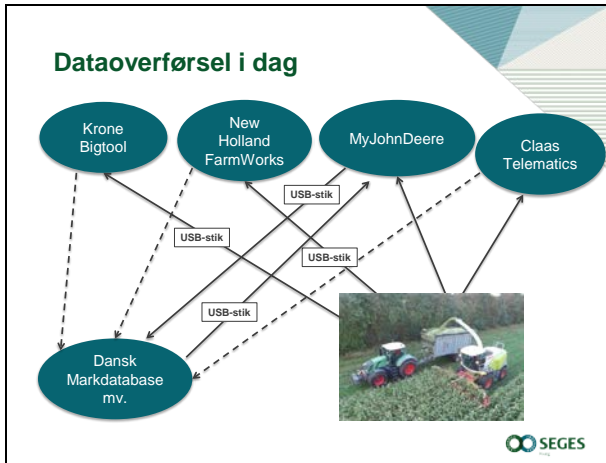 Dataoverførsel i dag
Krone
Bigtool
New
Holland
FarmWorks
MyJohnDeere
Claas
Telematics
USB-stik
USB-stik
USB-stik
USB-stik
Dansk
Markdatabase
mv.
SEGES